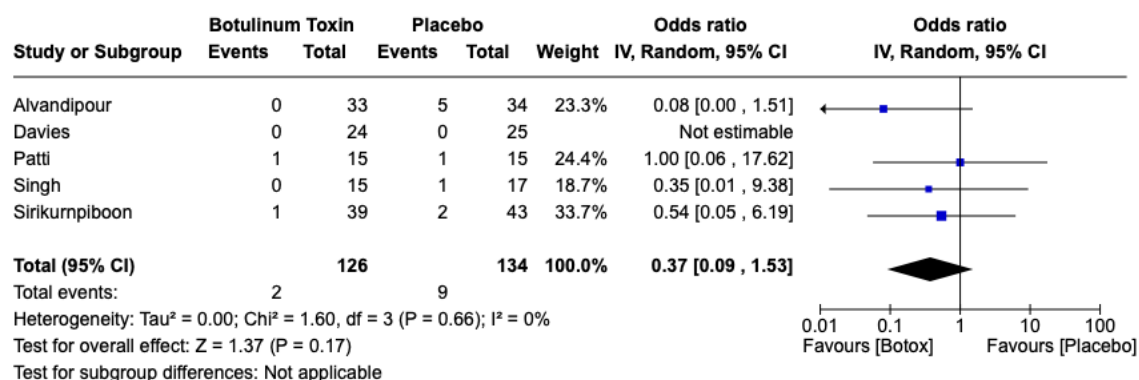 Botulinum Toxin Placebo Odds ratio Odds ratio
Study or Subgroup Events Total Events Total Weight IV, Random, 95% CI IV, Random, 95% CI
Alvandipour 0 33 5 34 23.3% 0.08 [0.00 , 1.51]
Davies 0 24 0 25 Not estimable
Patti 1 15 1 15 24.4% 1.00 [0.06 , 17.62]
Singh 0 15 1 17 18.7% 0.35 [0.01 , 9.38]
Sirikurnpiboon 1 39 2 43 33.7% 0.54 [0.05 , 6.19]
Total (95% CI) 126 134 100.0% 0.37 [0.09 , 1.53]
Total events: 2 9
Heterogeneity: Tau² = 0.00; Chi² = 1.60, df = 3 (P = 0.66); I² = 0%
Test for overall effect: Z = 1.37 (P = 0.17)
Test for subgroup differences: Not applicable
0.01 0.1 1 10 100
Favours [Botox] Favours [Placebo]